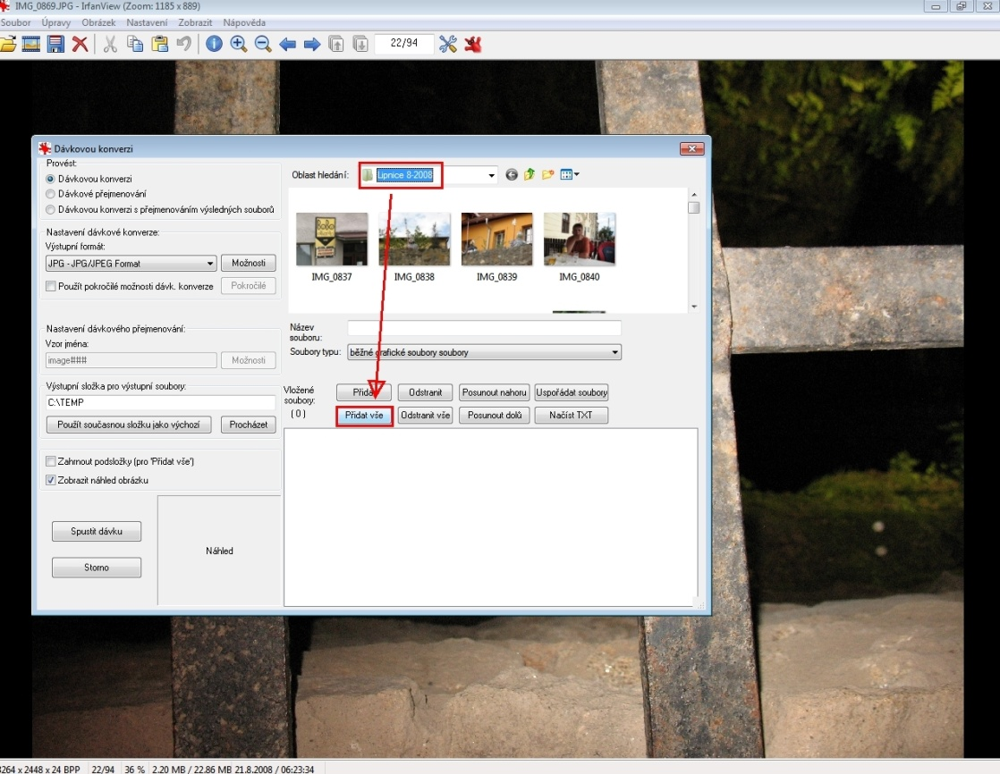 IMG_0869.JPG - IrfanView (Zoom: 1185 x 889)
Soubor Úpravy Obrázek Nastavení Zobrazit Nápověda
22/94
Dávkovou konverzi
Provést:
Dávkovou konverzi
Dávkové přejmenování
Dávkovou konverzi s přejmenováním výsledných souborů
Nastavení dávkové konverze:
Výstupní formát:
JPG - JPG/JPEG Format
Možnosti
Použít pokročilé možnosti dávk. konverze
Pokročilé
Nastavení dávkového přejmenování:
Vzor jména:
image###
Možnosti
Výstupní složka pro výstupní soubory:
C:\TEMP
Použít současnou složku jako výchozí
Procházet
Zahrnout podsložky (pro 'Přidat vše')
Zobrazit náhled obrázku
Spustit dávku
Storno
Náhled
Oblast hledání:
Lipnice 8-2008
BoBo
IMG_0837 IMG_0838 IMG_0839 IMG_0840
Název
souboru:
Soubory typu:
běžné grafické soubory soubory
Vložené
soubory:
( 0 )
Přidat Odstranit Posunout nahoru Uspořádat soubory
Přidat vše Odstranit vše Posunout dolů Načíst TXT
3264 x 2448 x 24 BPP 22/94 36 % 2.20 MB / 22.86 MB 21.8.2008 / 06:23:34